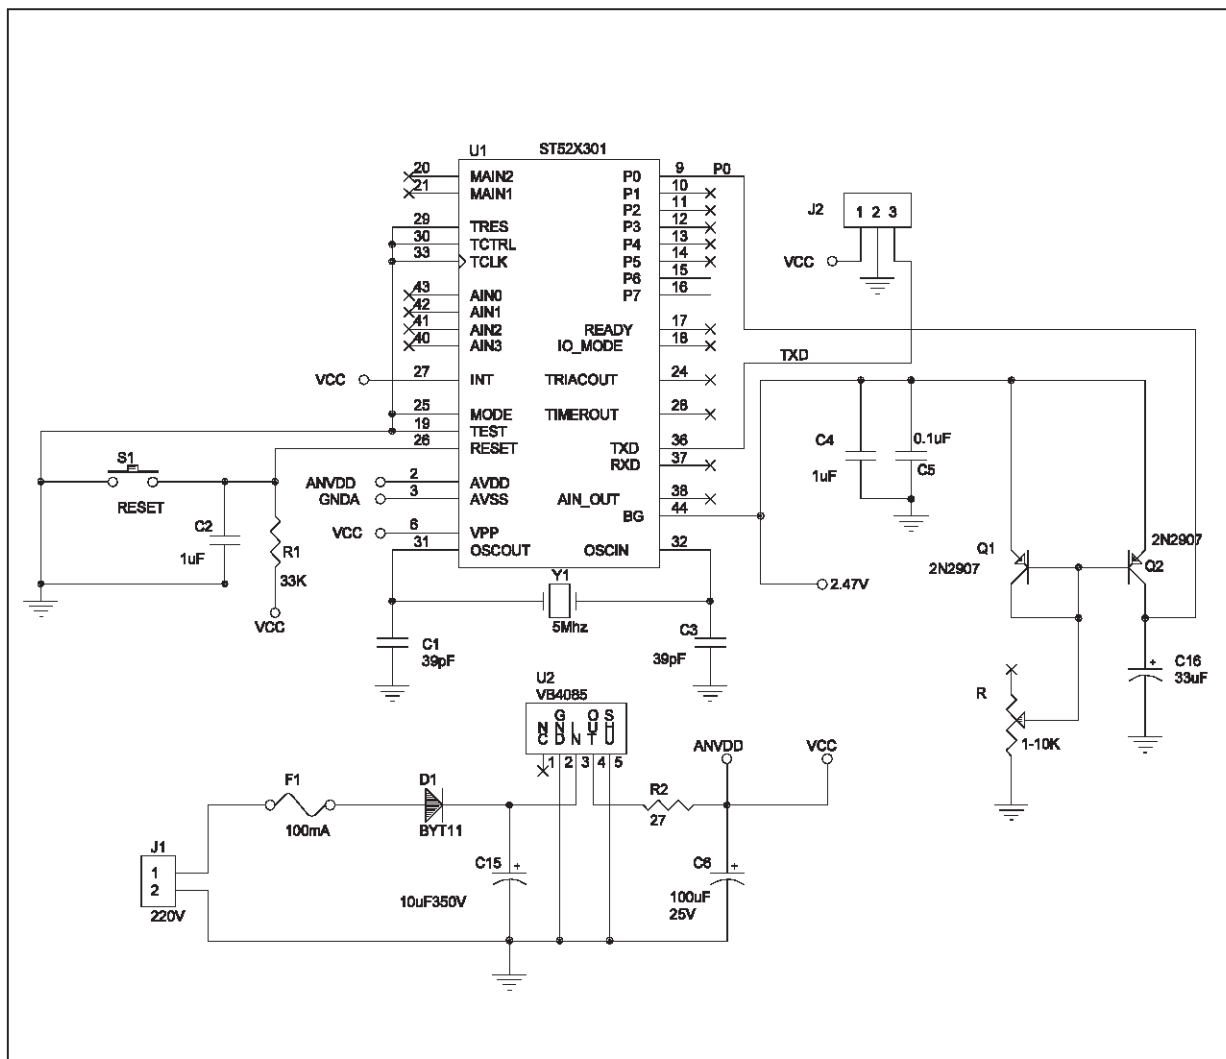 U1
ST52X301
20
MAIN2
21
MAIN1
29
TRES
30
TCTRL
33
TCLK
43
AIN0
42
AIN1
41
AIN2
40
AIN3
VCC
27
INT
25
MODE
19
TEST
26
RESET
ANVDD
2
AVDD
GNDA
3
AVSS
VCC
6
VPP
31
OSCOUT
P0
9
P0
P1
10
P2
11
P3
12
P4
13
P5
14
P6
15
P7
16
READY
17
IO_MODE
18
TRIACOUT
24
TIMEROUT
28
TXD
36
RXD
37
AIN_OUT
38
BG
44
OSCIN
32
J2
1 2 3
VCC
TXD
S1
RESET
C2
1uF
R1
33K
VCC
C4
1uF
0.1uF
C5
2.47V
Q1
2N2907
2N2907
Q2
C16
33uF
R
1-10K
Y1
5Mhz
C1
39pF
C3
39pF
U2
VB4085
NC
GND
IN
OUT
SHU
1 2 3 4 5
ANVDD
VCC
F1
100mA
D1
BYT11
R2
27
J1
1
2
220V
C15
10uF350V
C6
100uF
25V